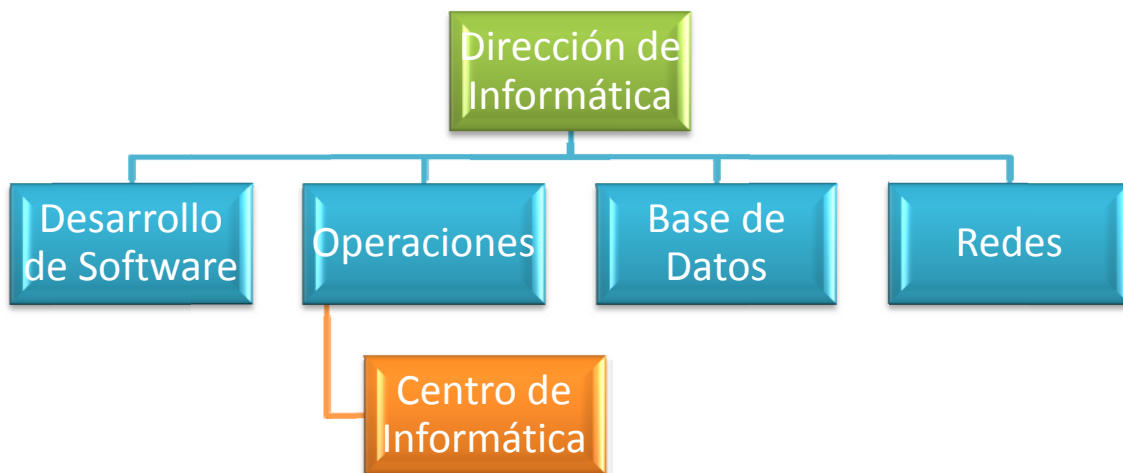 Dirección de
Informática
Desarrollo
de Software
Operaciones
Base de
Datos
Redes
Centro de
Informática